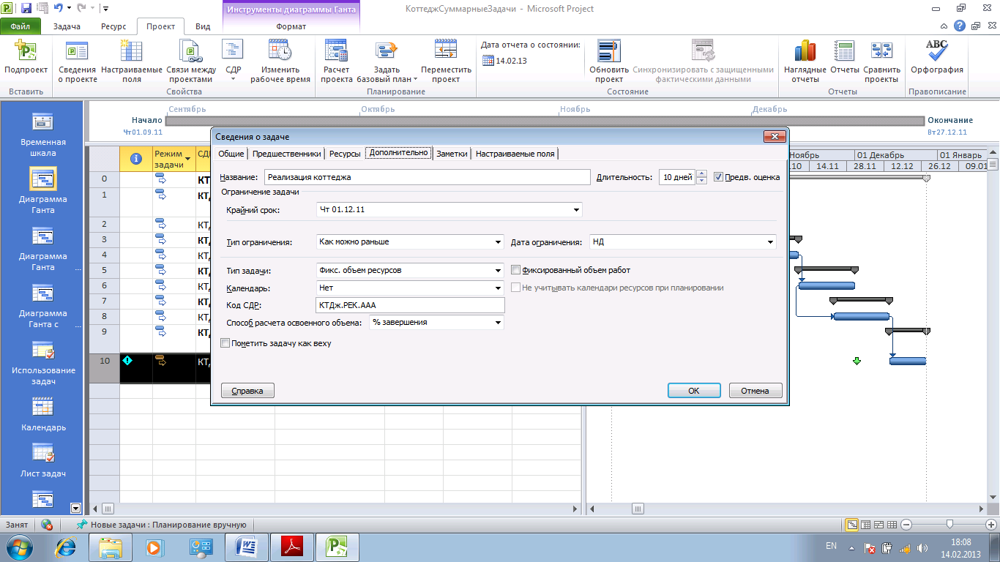 Инструменты диаграммы Ганта
КоттеджСуммарныеЗадачи - Microsoft Project
Файл Задача Ресурс Проект Вид Формат
Подпроект
Сведения о проекте
Настраиваемые поля
Связи между проектами
СДР
Изменить рабочее время
Расчет проекта
Задать базовый план
Переместить проект
Дата отчета о состоянии:
14.02.13
Обновить проект
Синхронизировать с защищенными фактическими данными
Наглядные отчеты
Отчеты
Сравнить проекты
ABC
Орфография
Вставить Свойства Планирование Состояние Отчеты Правописание
Сентябрь Октябрь Ноябрь Декабрь
Начало
Чт01.09.11
Окончание
Вт27.12.11
Временная шкала
Диаграмма Ганта
Диаграмма Ганта ...
Диаграмма Ганта с ...
Использование задач
Календарь
Лист задач
Режим задачи
СД
0 КТ
1 КТ
2 КТ
3 КТ
4 КТ
5 КТ
6 КТ
7 КТ
8 КТ
9 КТ
10 КТ
Ноябрь 01 Декабрь 01 Январь
.10 14.11 28.11 12.12 26.12 09.01
Сведения о задаче
Общие Предшественники Ресурсы Дополнительно Заметки Настраиваемые поля
Название: Реализация коттеджа Длительность: 10 дней Предв. оценка
Ограничение задачи
Крайний срок: Чт 01.12.11
Тип ограничения: Как можно раньше Дата ограничения: НД
Тип задачи: Фикс. объем ресурсов Фиксированный объем работ
Календарь: Нет Не учитывать календари ресурсов при планировании
Код СДР: КТДж.РЕК.ААА
Способ расчета освоенного объема: % завершения
Пометить задачу как веху
Справка ОК Отмена
Занят Новые задачи : Планирование вручную
EN
18:08
14.02.2013